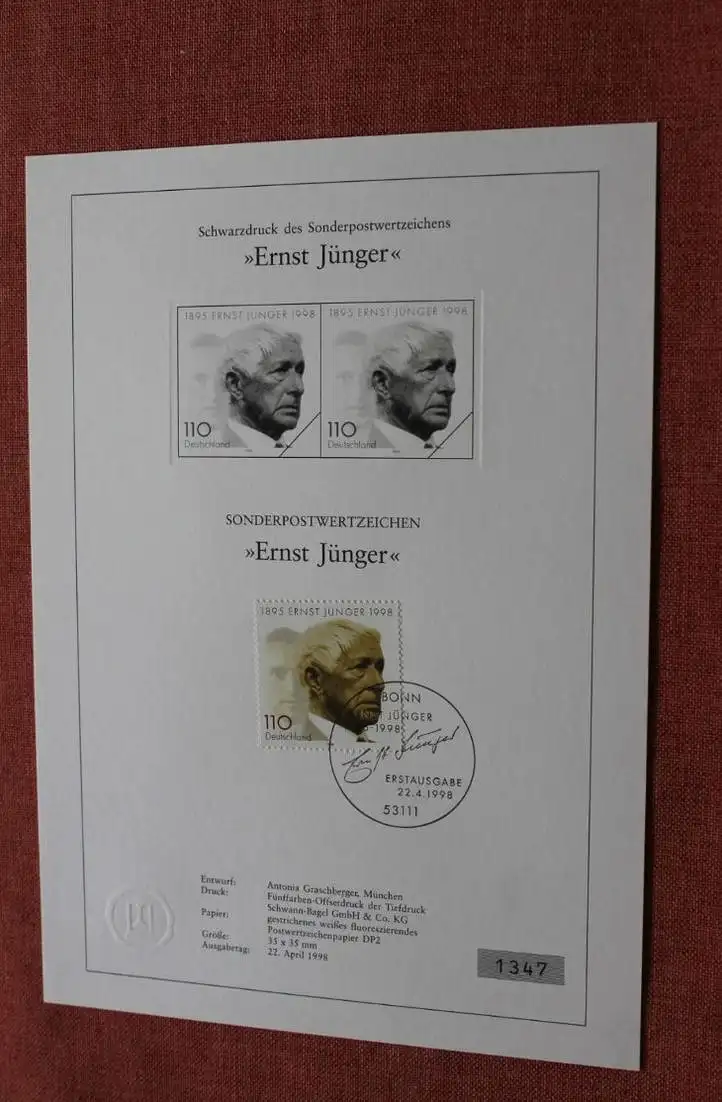 Schwarzdruck des Sonderpostwertzeichens
»Ernst Jünger«
1895 ERNST JÜNGER 1998
110
Deutschland
1895 ERNST JÜNGER 1998
110
Deutschland
SONDERPOSTWERTZEICHEN
»Ernst Jünger«
1895 ERNST JÜNGER 1998
110
Deutschland
BONN
JÜNGER
-1998
Ernst Jünger
ERSTAUSGABE
22.4.1998
53111
Entwurf: Antonia Graschberger, München
Druck: Fünffarben-Offsetdruck der Tiefdruck
Schwann-Bagel GmbH & Co. KG
Papier: gestrichenes weißes fluoreszierendes
Postwertzeichenpapier DP2
Größe: 35 x 35 mm
Ausgabetag: 22. April 1998
1347